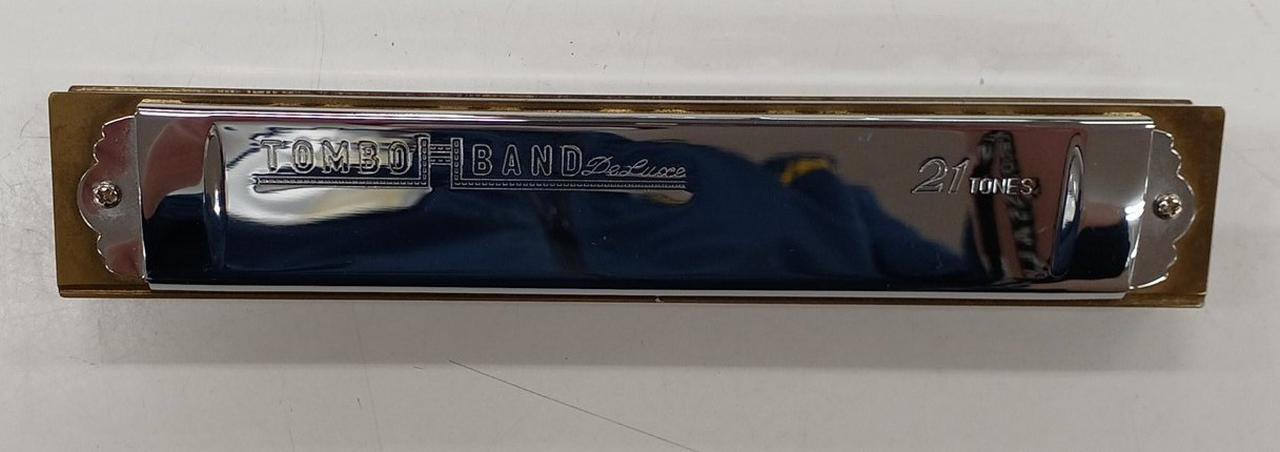 TOMBO H BAND DeLuxe 21 TONES